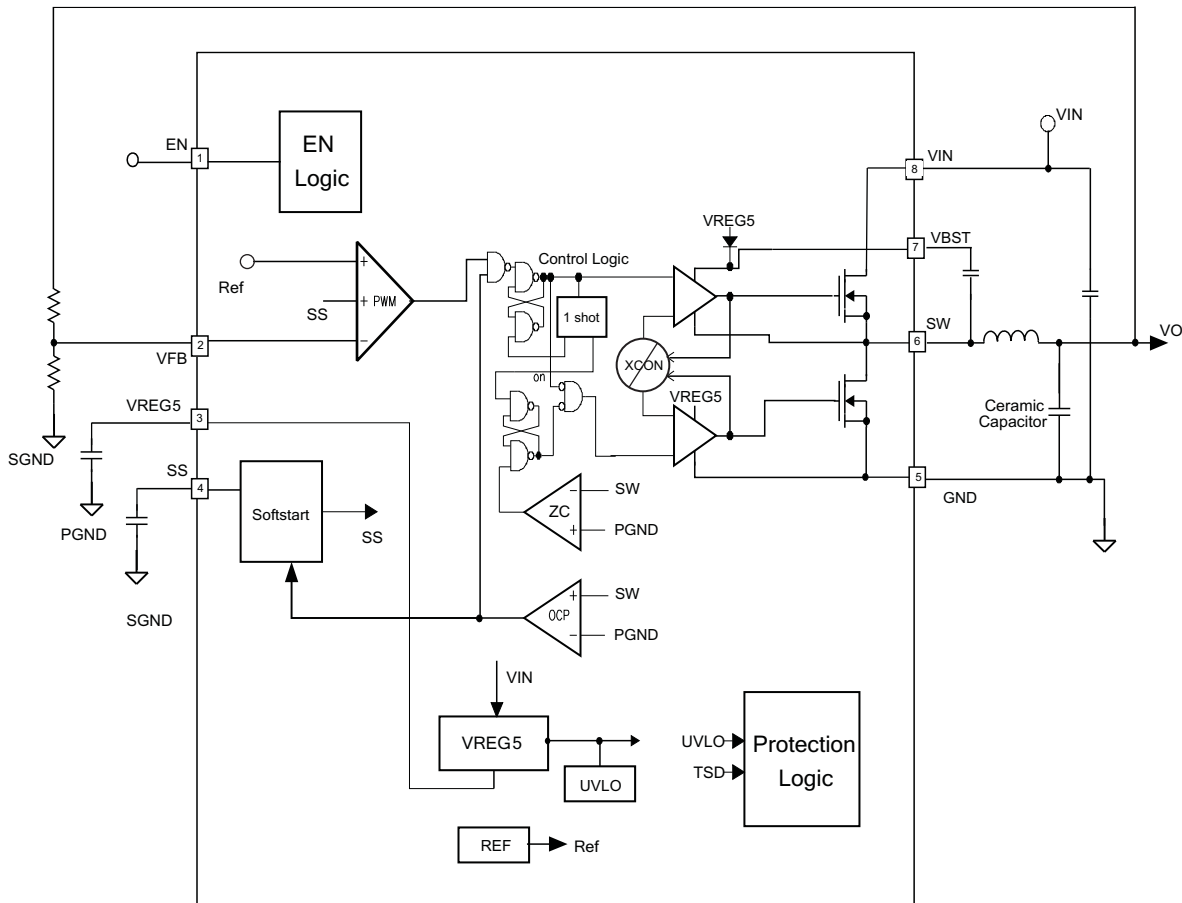 EN
1
EN
Logic
VIN
VIN
8
VREG5
VBST
7
Control Logic
Ref
+
+
PWM
−
SS
1 shot
SW
6
VO
VFB
2
XCON
on
VREG5
Ceramic
Capacitor
VREG5
3
SGND
SS
4
PGND
Softstart
SS
SGND
−
ZC
+
SW
PGND
5
GND
+
OCP
−
SW
PGND
VIN
VREG5
UVLO
UVLO
TSD
Protection
Logic
REF
Ref